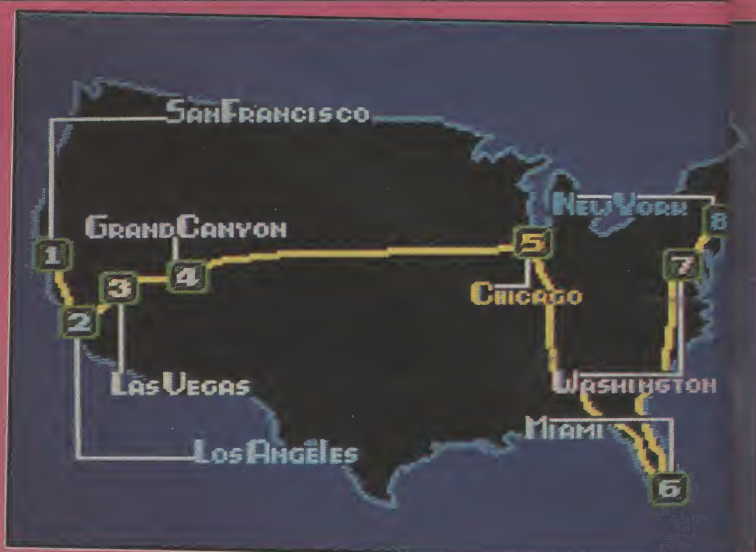 SanFrancisco
NewYork
8
GrandCanyon
1
5
7
4
3
Chicago
2
LasVegas
Washington
Miami
LosAngeles
6